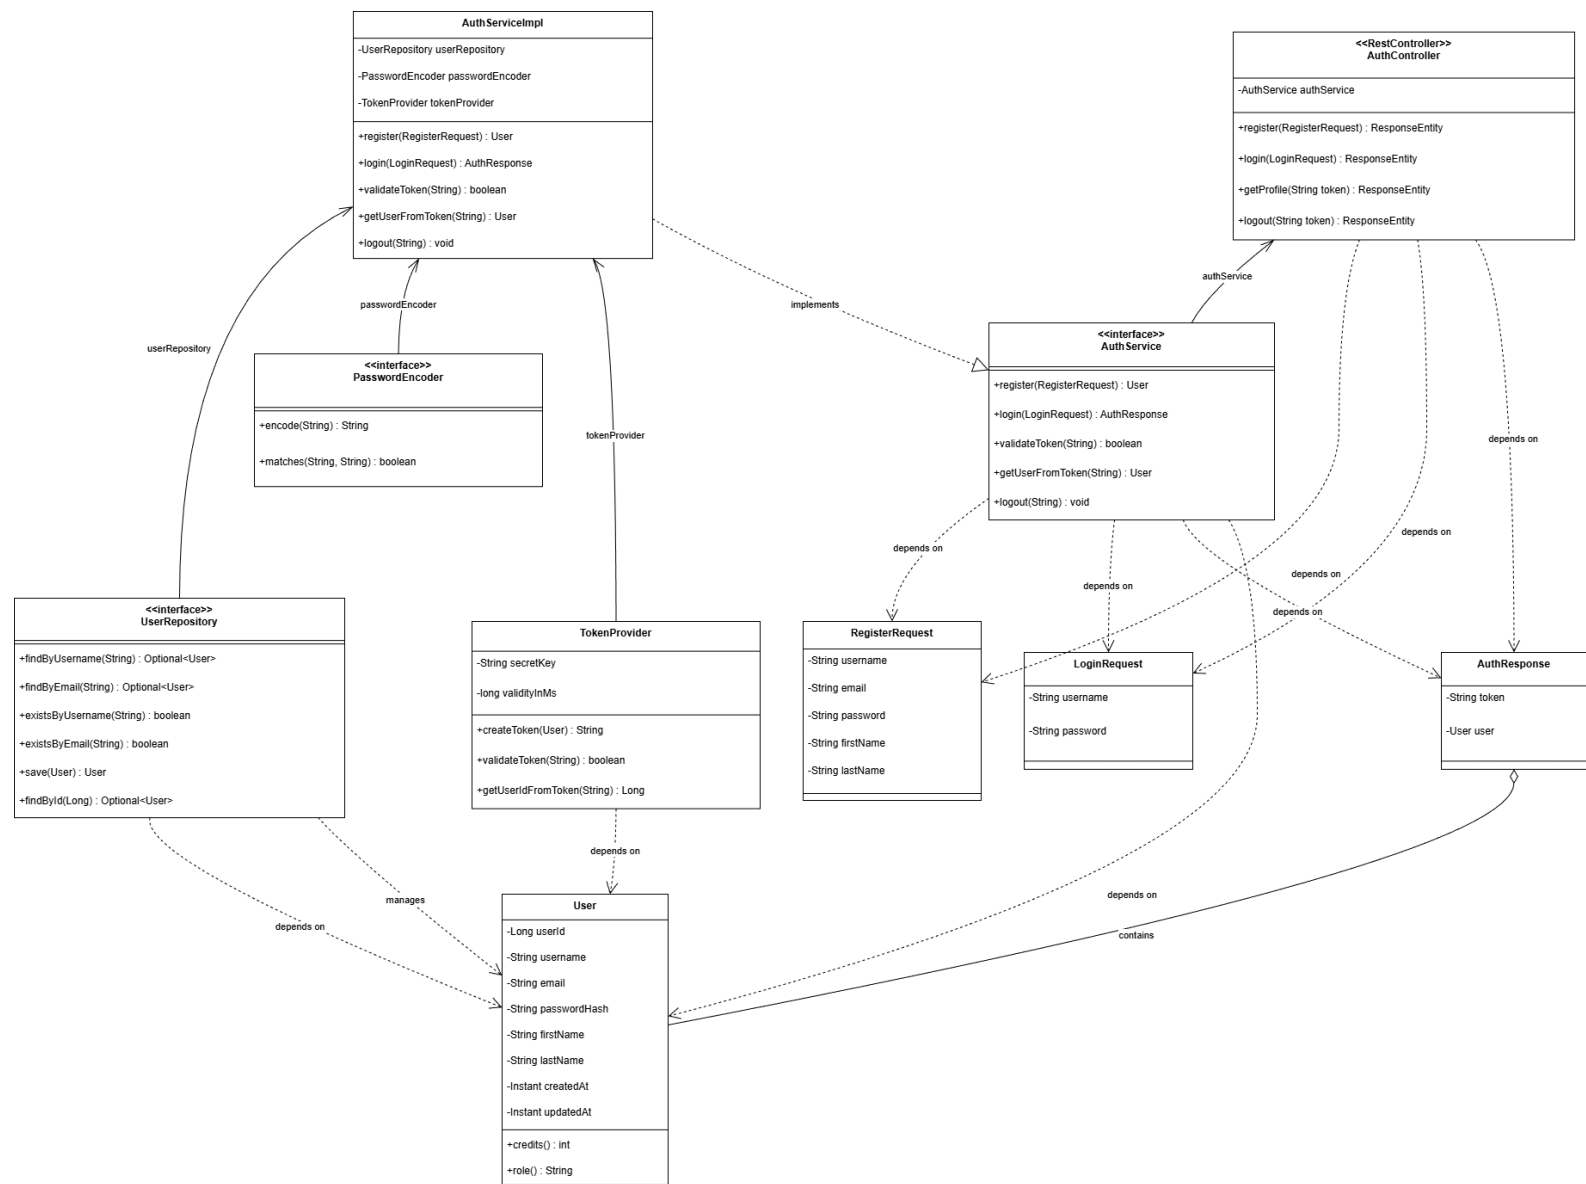 AuthServiceImpl
-UserRepository userRepository
-PasswordEncoder passwordEncoder
-TokenProvider tokenProvider
+register(RegisterRequest) : User
+login(LoginRequest) : AuthResponse
+validateToken(String) : boolean
+getUserFromToken(String) : User
+logout(String) : void
<<RestController>>
AuthController
-AuthService authService
+register(RegisterRequest) : ResponseEntity
+login(LoginRequest) : ResponseEntity
+getProfile(String token) : ResponseEntity
+logout(String token) : ResponseEntity
authService
passwordEncoder
implements
userRepository
<<interface>>
PasswordEncoder
+encode(String) : String
+matches(String, String) : boolean
tokenProvider
<<interface>>
AuthService
+register(RegisterRequest) : User
+login(LoginRequest) : AuthResponse
+validateToken(String) : boolean
+getUserFromToken(String) : User
+logout(String) : void
depends on
depends on
depends on
depends on
depends on
depends on
<<interface>>
UserRepository
+findByUsername(String) : Optional<User>
+findByEmail(String) : Optional<User>
+existsByUsername(String) : boolean
+existsByEmail(String) : boolean
+save(User) : User
+findById(Long) : Optional<User>
TokenProvider
-String secretKey
-long validityInMs
+createToken(User) : String
+validateToken(String) : boolean
+getUserIdFromToken(String) : Long
RegisterRequest
-String username
-String email
-String password
-String firstName
-String lastName
LoginRequest
-String username
-String password
AuthResponse
-String token
-User user
depends on
manages
depends on
depends on
contains
User
-Long userId
-String username
-String email
-String passwordHash
-String firstName
-String lastName
-Instant createdAt
-Instant updatedAt
+credits() : int
+role() : String